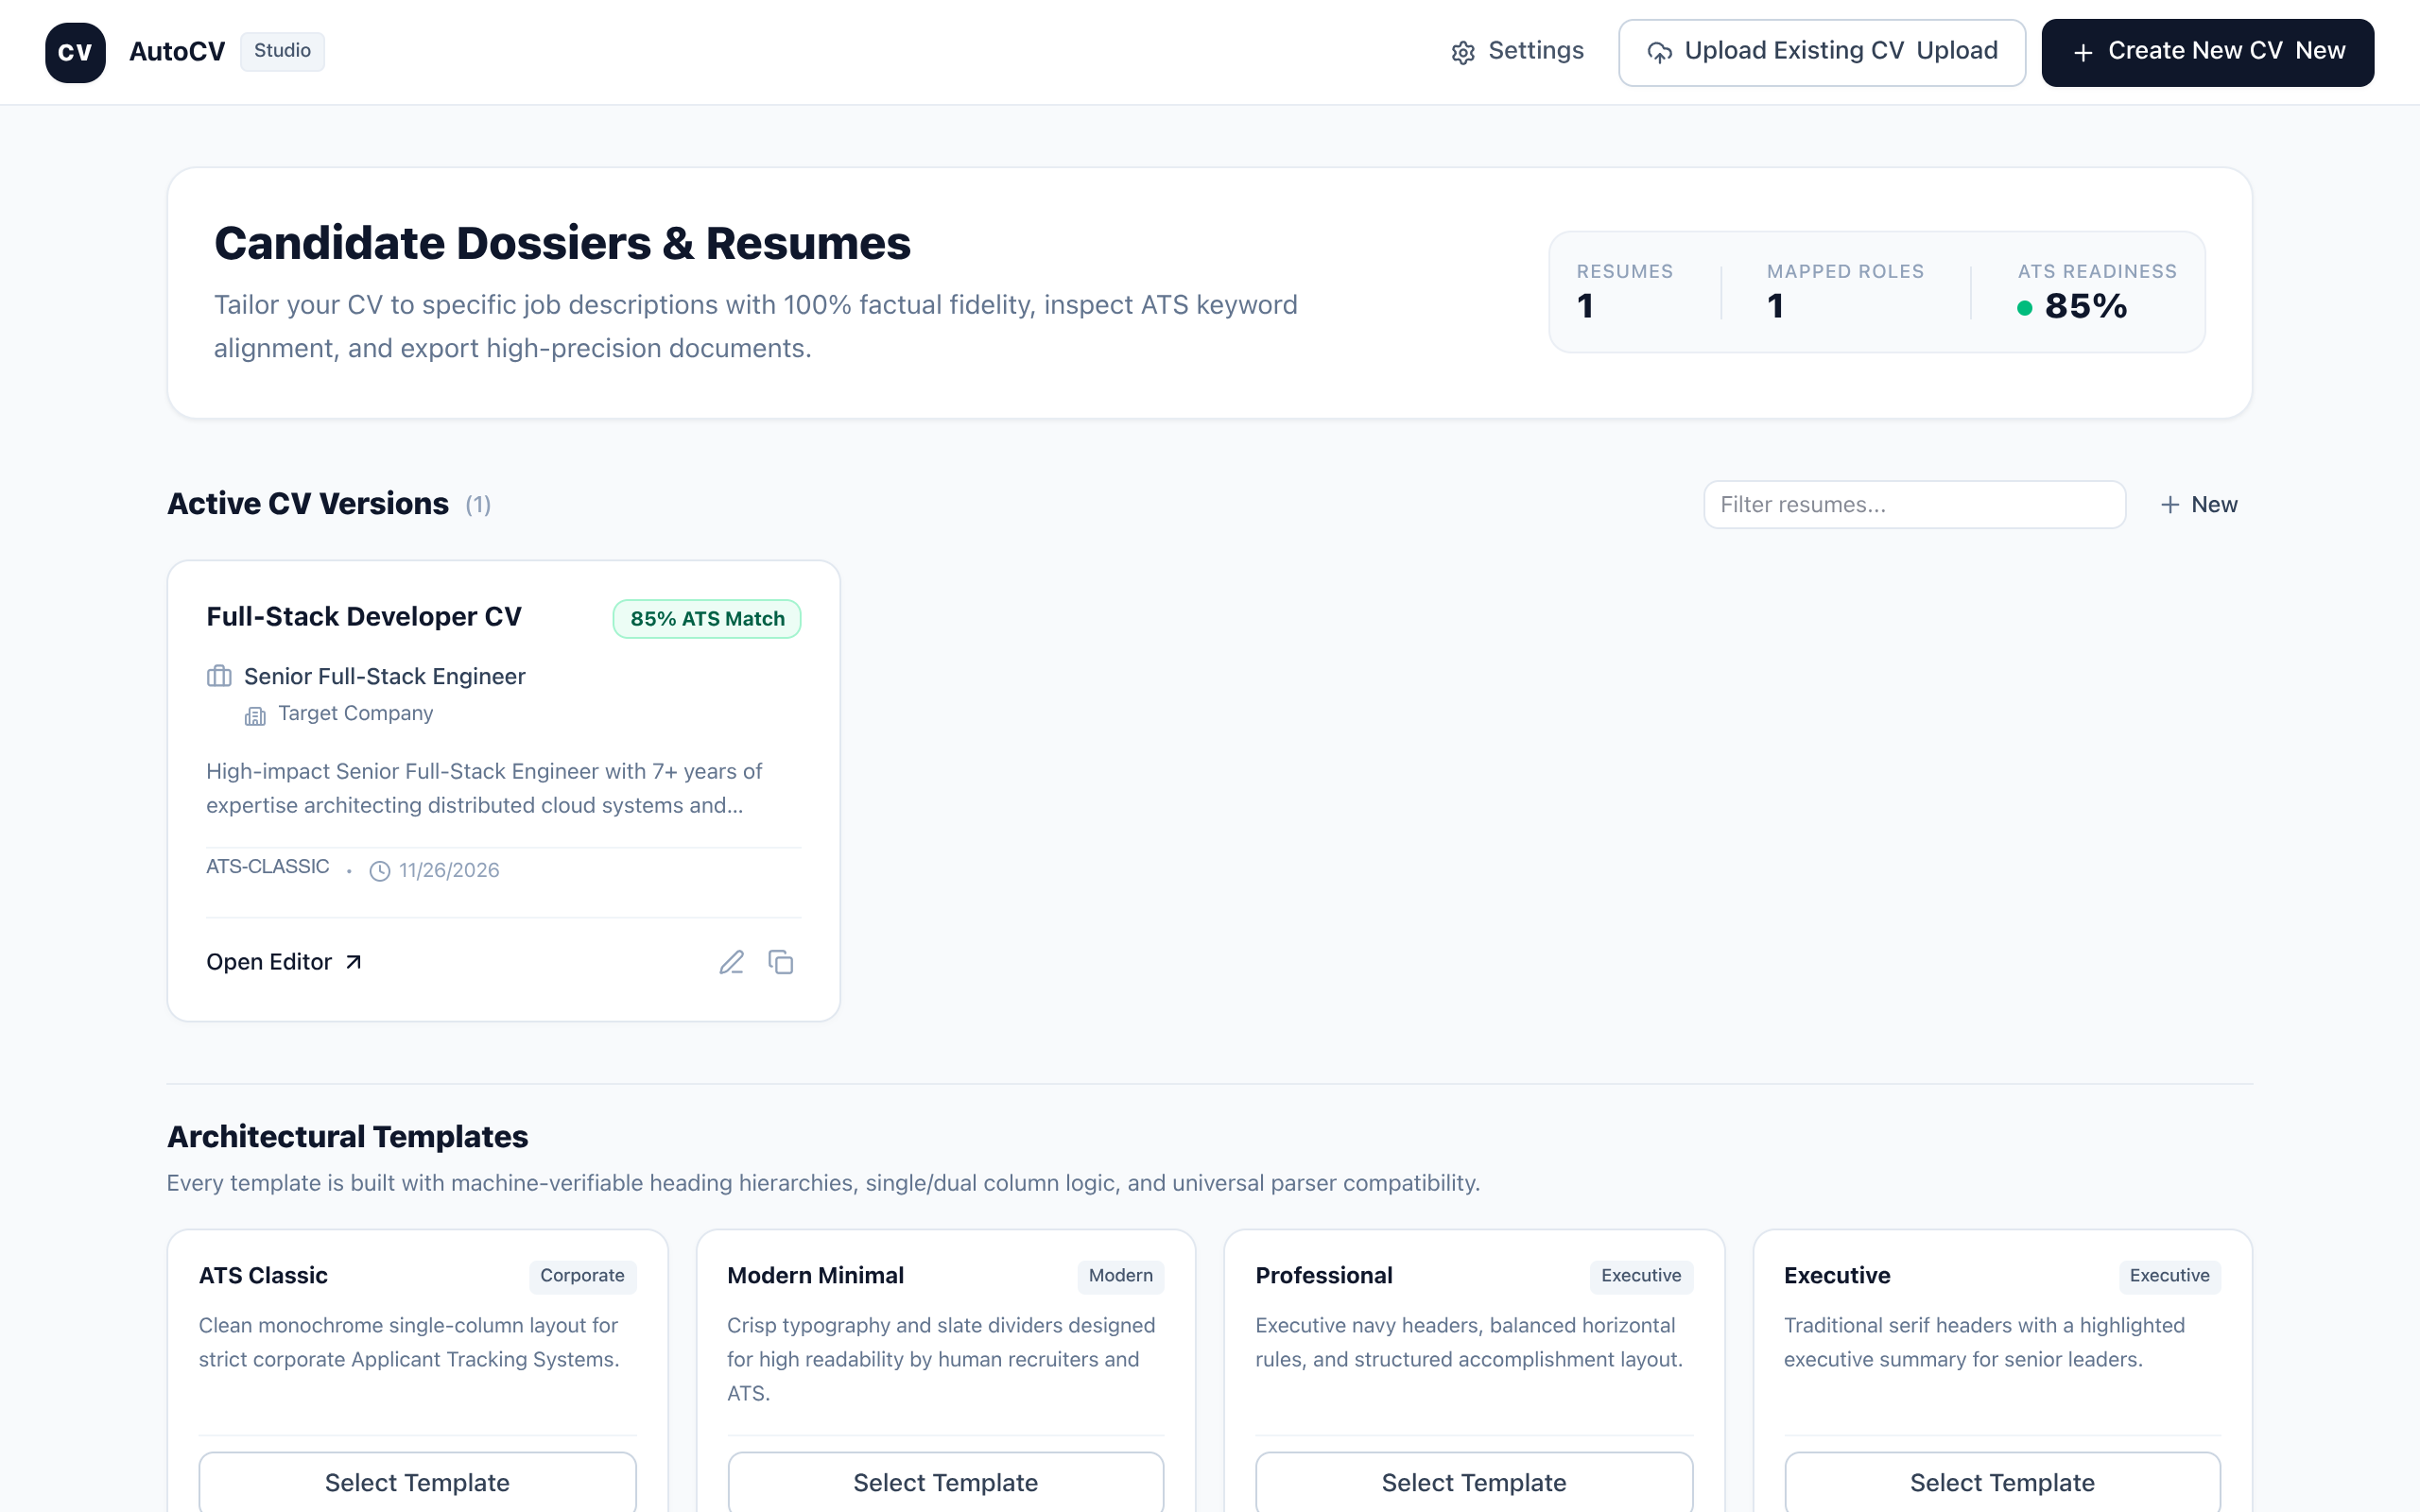 CV AutoCV Studio Settings Upload Existing CV Upload + Create New CV New
Candidate Dossiers & Resumes
Tailor your CV to specific job descriptions with 100% factual fidelity, inspect ATS keyword
alignment, and export high-precision documents.
RESUMES MAPPED ROLES ATS READINESS
1 1 85%
Active CV Versions (1) Filter resumes... + New
Full-Stack Developer CV 85% ATS Match
Senior Full-Stack Engineer
Target Company
High-impact Senior Full-Stack Engineer with 7+ years of
expertise architecting distributed cloud systems and...
ATS-CLASSIC • 11/26/2026
Open Editor
Architectural Templates
Every template is built with machine-verifiable heading hierarchies, single/dual column logic, and universal parser compatibility.
ATS Classic Corporate
Clean monochrome single-column layout for
strict corporate Applicant Tracking Systems.
Select Template
Modern Minimal Modern
Crisp typography and slate dividers designed
for high readability by human recruiters and
ATS.
Select Template
Professional Executive
Executive navy headers, balanced horizontal
rules, and structured accomplishment layout.
Select Template
Executive Executive
Traditional serif headers with a highlighted
executive summary for senior leaders.
Select Template